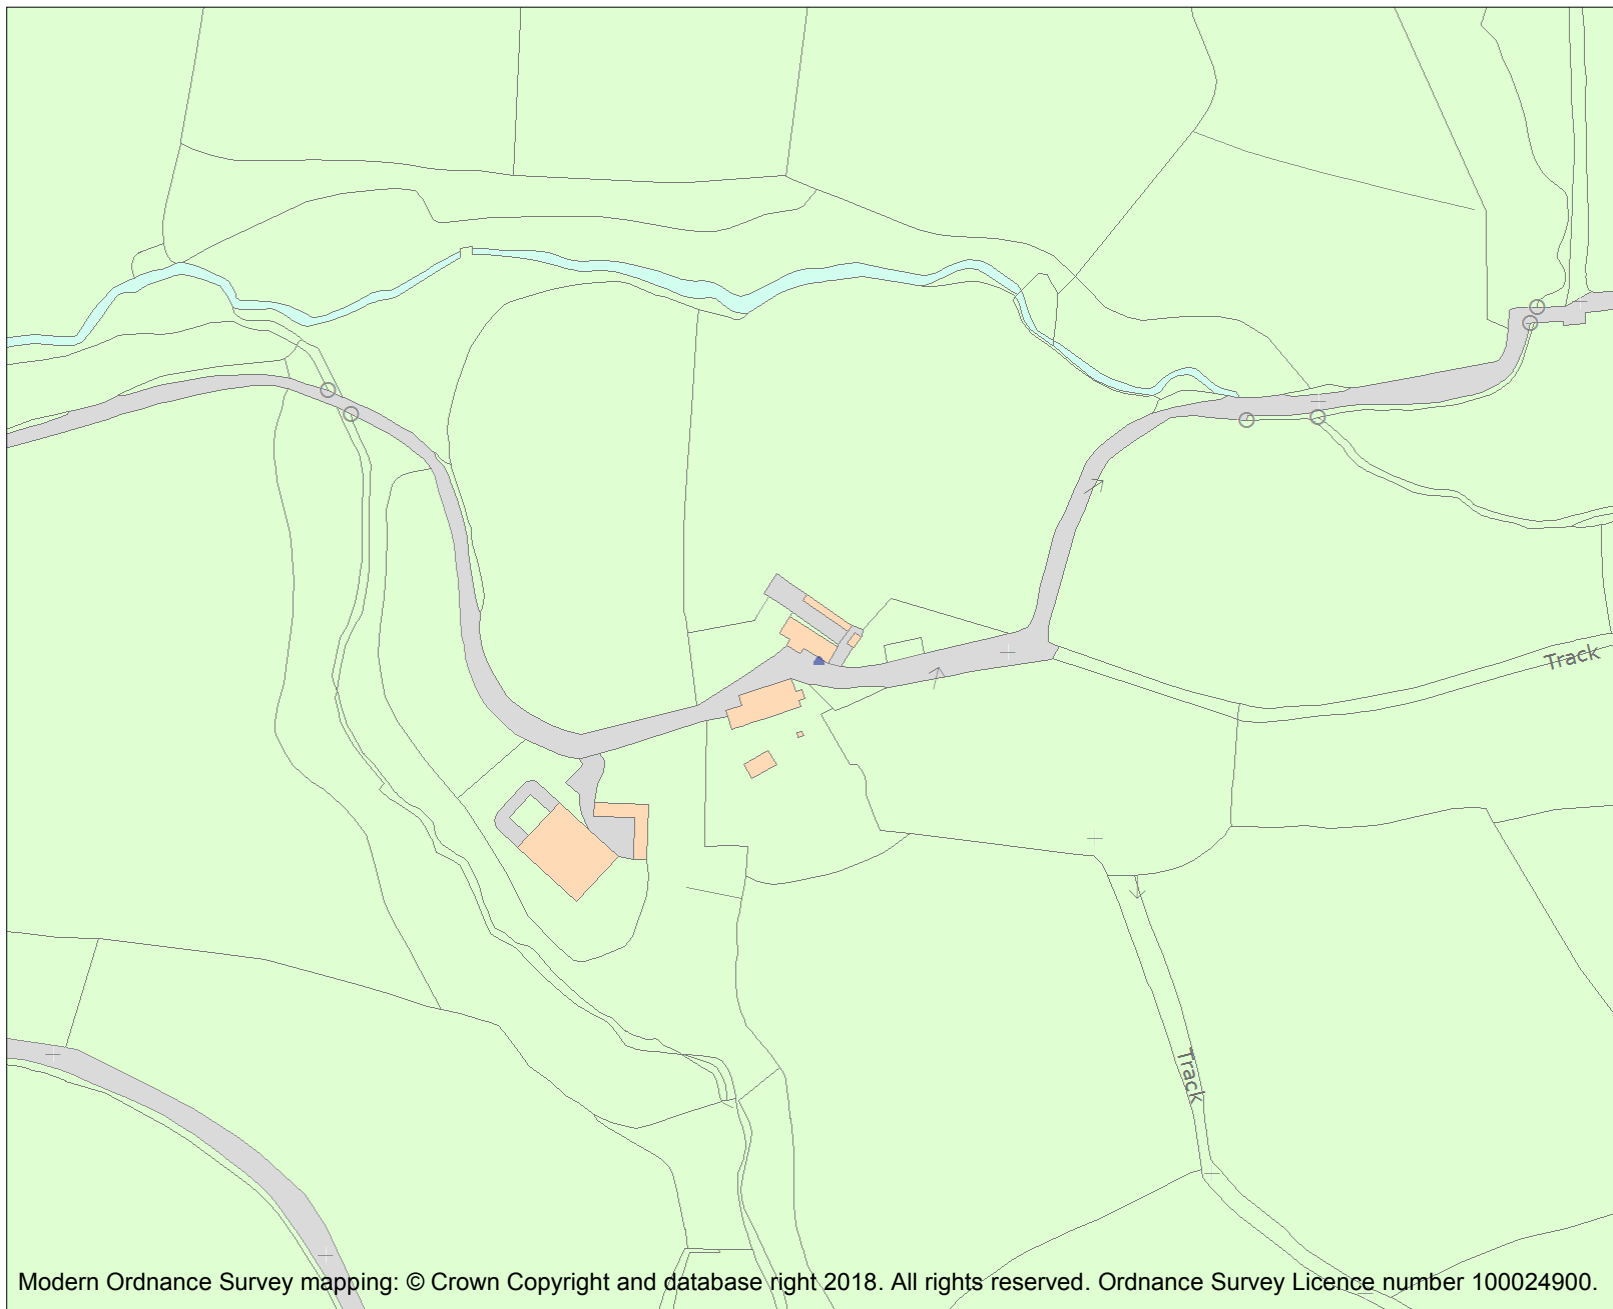 Track
Track
Modern Ordnance Survey mapping: © Crown Copyright and database right 2018. All rights reserved. Ordnance Survey Licence number 100024900.